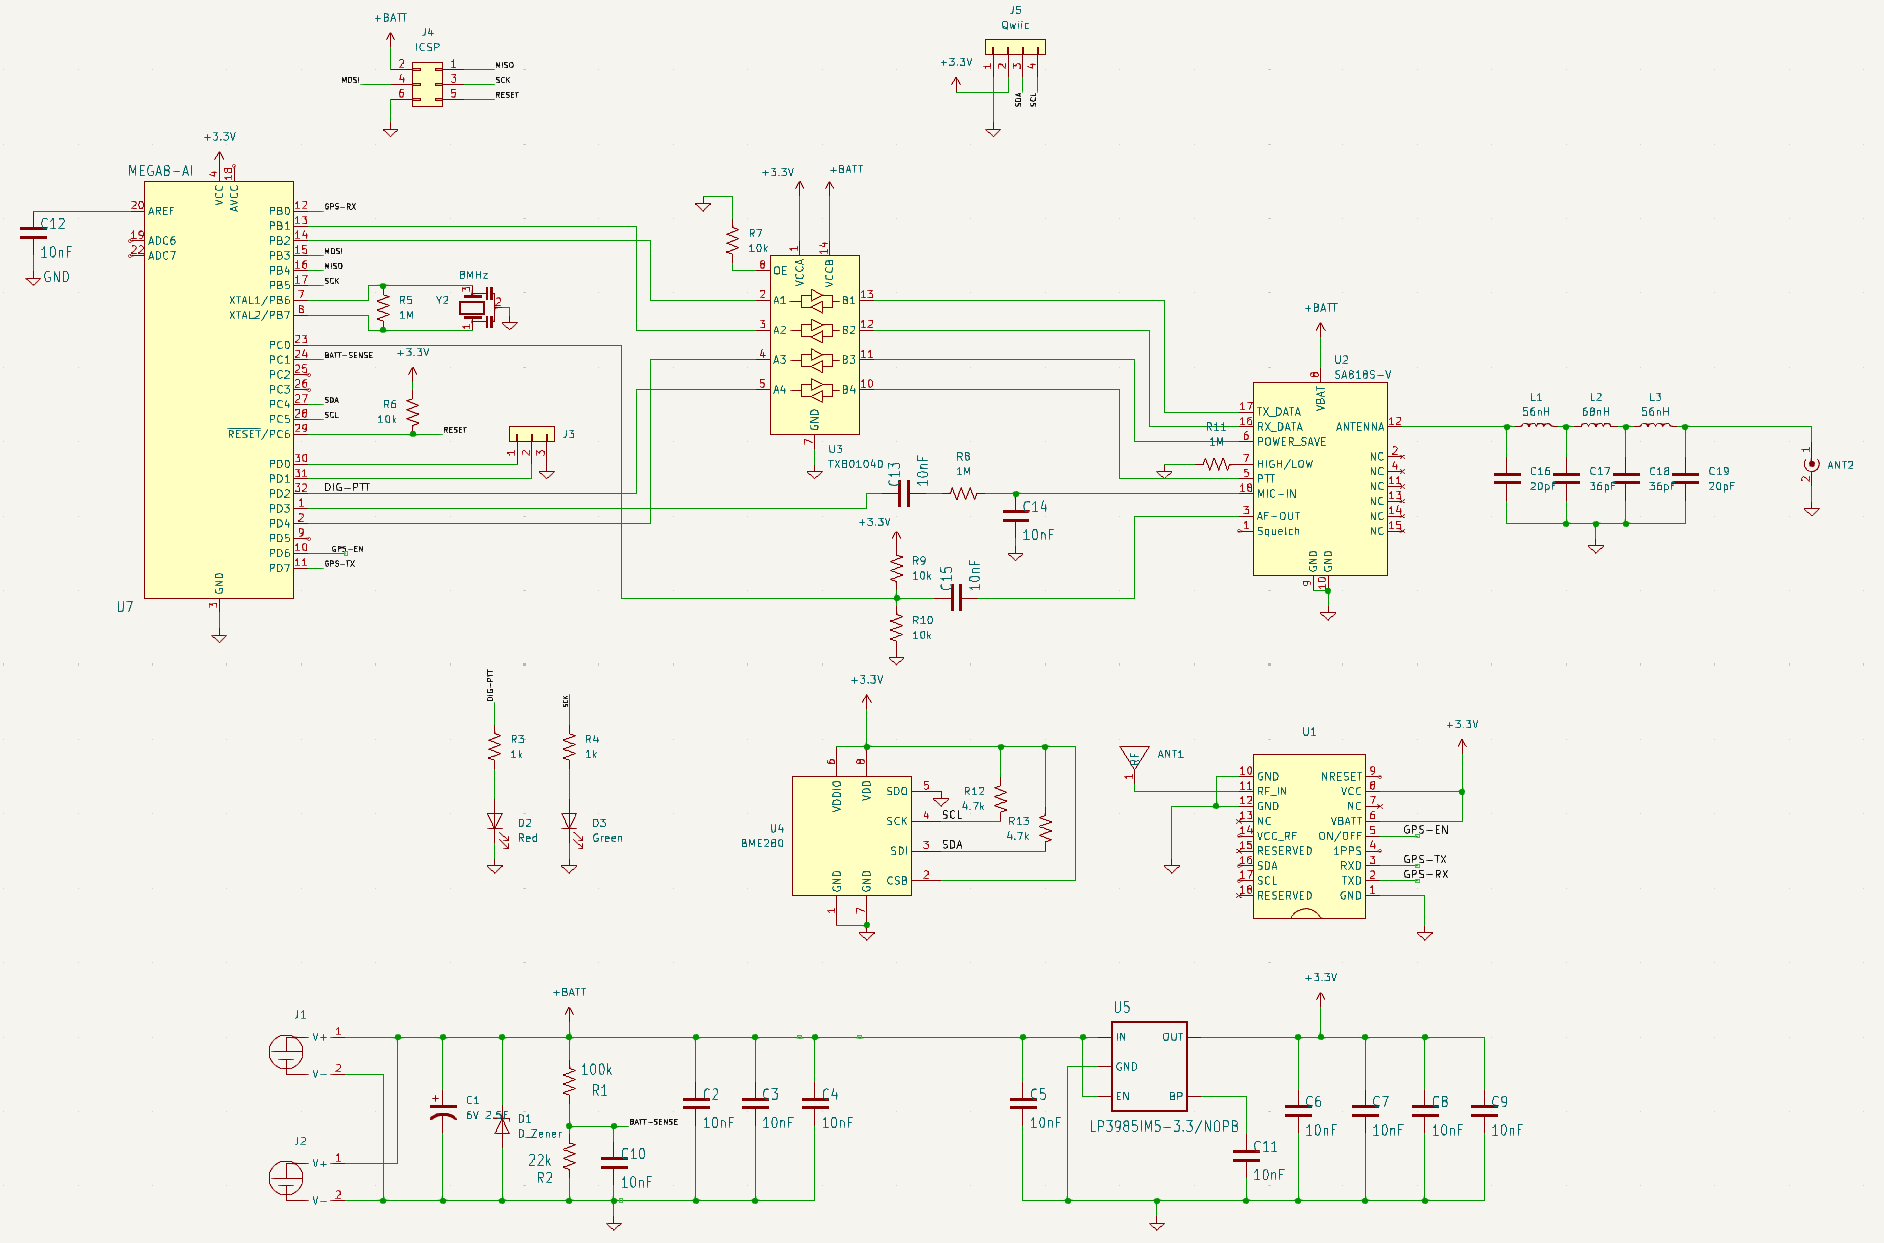 +BATT
J4
ICSP
2 1 MISO
MOSI 4 3 SCK
6 5 RESET
J5
Qwiic
+3.3V
1 2 3 4
SDA SCL
+3.3V
MEGA8-AI
4 18
VCC AVCC
20 AREF
19 ADC6
22 ADC7
C12
10nF
GND
PB0 12 GPS-RX
PB1 13
PB2 14
PB3 15 MOSI
PB4 16 MISO
PB5 17 SCK
XTAL1/PB6 7
XTAL2/PB7 8
PC0 23
PC1 24 BATT-SENSE
PC2 25
PC3 26
PC4 27 SDA
PC5 28 SCL
RESET/PC6 29 RESET
PD0 30
PD1 31
PD2 32 DIG-PTT
PD3 1
PD4 2
PD5 9
PD6 10 GPS-EN
PD7 11 GPS-TX
GND
3
U7
R5
1M
8MHz
Y2
3
2
1
+3.3V
R6
10k
J3
1 2 3
+3.3V
+BATT
R7
10k
1 14
VCCA VCCB
8 OE
2 A1 B1 13
3 A2 B2 12
4 A3 B3 11
5 A4 B4 10
GND
7
U3
TXB0104D
C13
10nF
R8
1M
C14
10nF
+3.3V
R9
10k
C15
10nF
R10
10k
+BATT
U2
SA818S-V
8
VBAT
R11
1M
17 TX_DATA
16 RX_DATA
6 POWER_SAVE
7 HIGH/LOW
5 PTT
18 MIC-IN
3 AF-OUT
1 Squelch
ANTENNA 12
NC 2
NC 4
NC 11
NC 13
NC 14
NC 15
GND GND
9 10
L1
56nH
L2
68nH
L3
56nH
C16
20pF
C17
36pF
C18
36pF
C19
20pF
1
2
ANT2
DIG-PTT
R3
1k
D2
Red
SCK
R4
1k
D3
Green
+3.3V
6 8
VDDIO VDD
SDO 5
SCK 4 SCL
SDI 3 SDA
CSB 2
GND GND
1 7
U4
BME280
R12
4.7k
R13
4.7k
RF
1
ANT1
U1
+3.3V
10 GND
11 RF_IN
12 GND
13 NC
14 VCC_RF
15 RESERVED
16 SDA
17 SCL
18 RESERVED
NRESET 9
VCC 8
NC 7
VBATT 6
ON/OFF 5 GPS-EN
1PPS 4
RXD 3 GPS-TX
TXD 2 GPS-RX
GND 1
J1
V+ 1
V- 2
J2
V+ 1
V- 2
+BATT
C1
6V 2.5F
D1
D_Zener
100k
R1
BATT-SENSE
22k
R2
C10
10nF
C2
10nF
C3
10nF
C4
10nF
C5
10nF
U5
IN OUT
GND
EN BP
LP3985IM5-3.3/NOPB
C11
10nF
+3.3V
C6
10nF
C7
10nF
C8
10nF
C9
10nF